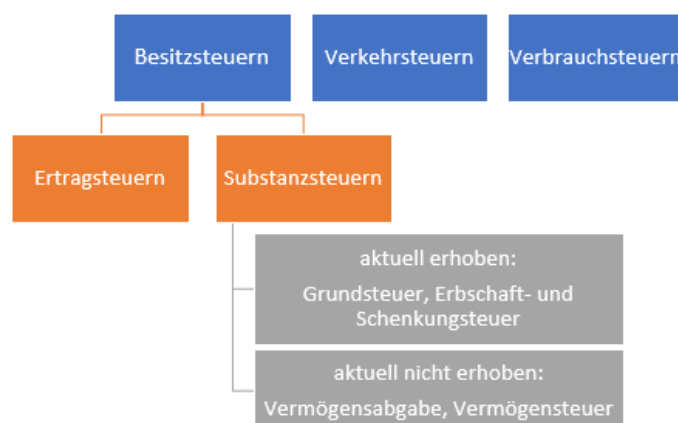 Besitzsteuern
Verkehrsteuern
Verbrauchsteuern
Ertragsteuern
Substanzsteuern
aktuell erhoben:
Grundsteuer, Erbschaft- und
Schenkungsteuer
aktuell nicht erhoben:
Vermögensabgabe, Vermögensteuer